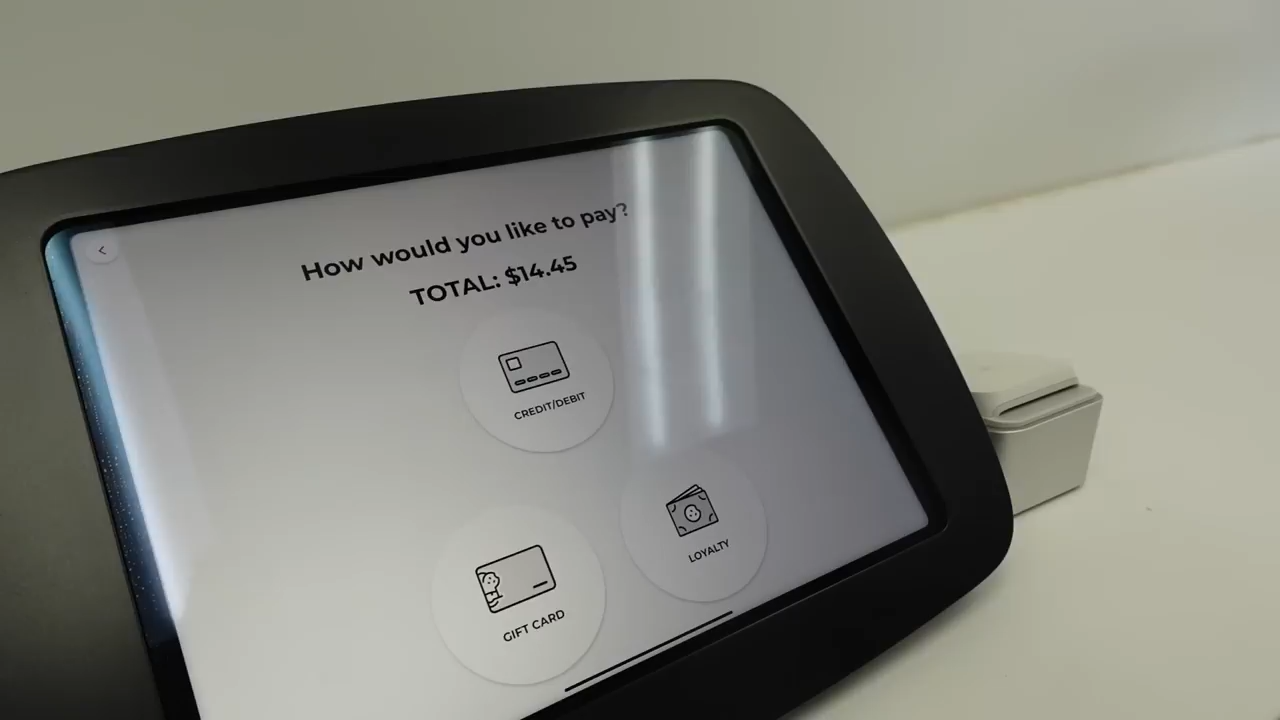 How would you like to pay?
TOTAL: $14.45
CREDIT/DEBIT
LOYALTY
GIFT CARD